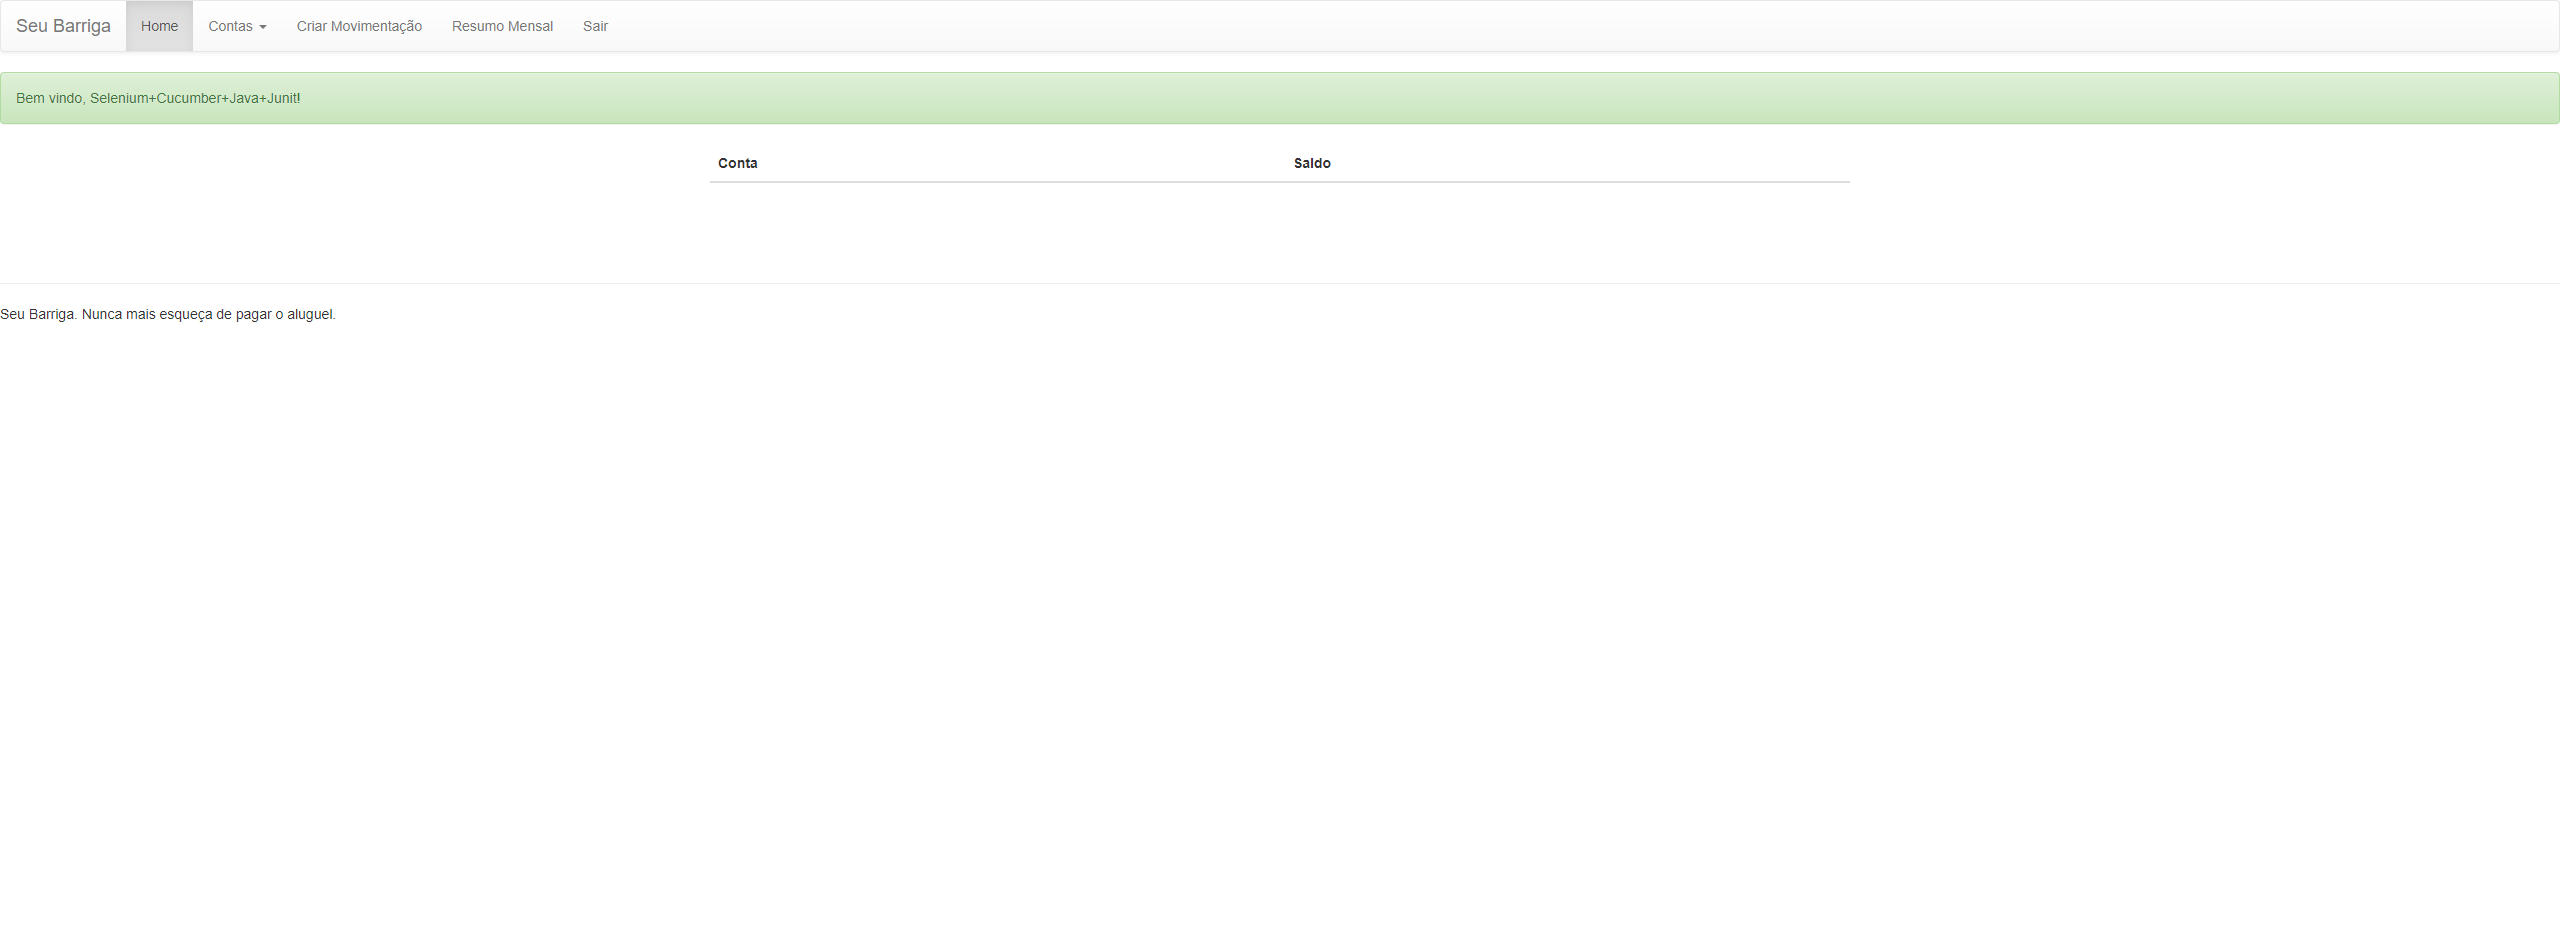 Seu Barriga Home Contas Criar Movimentação Resumo Mensal Sair
Bem vindo, Selenium+Cucumber+Java+Junit!
Conta Saldo
Seu Barriga. Nunca mais esqueça de pagar o aluguel.